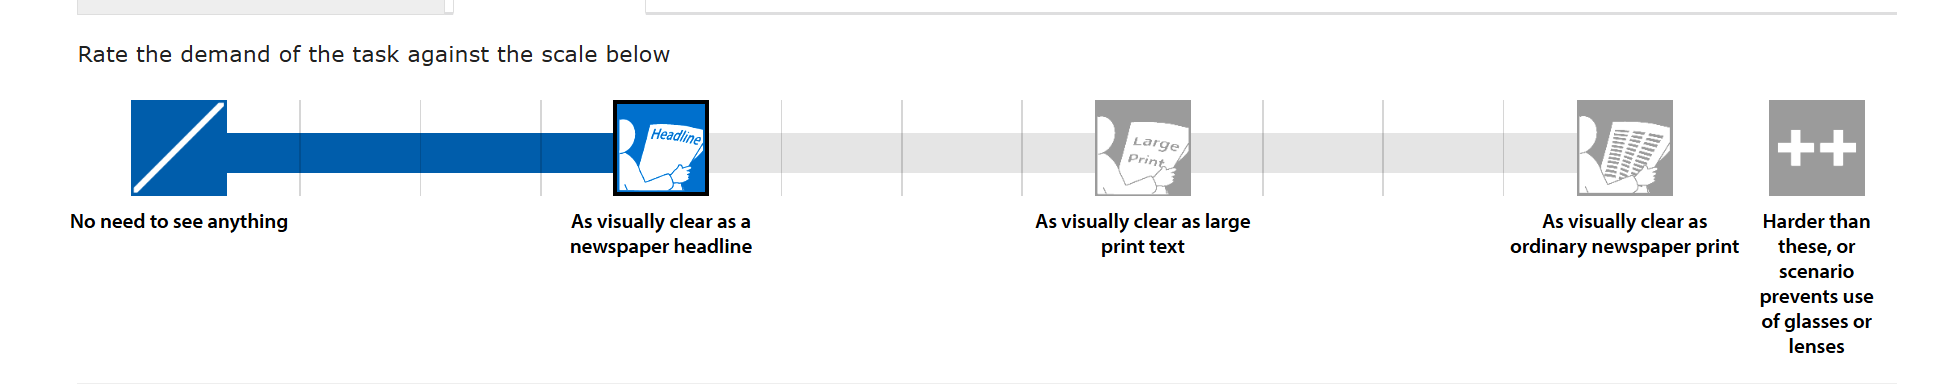 Rate the demand of the task against the scale below
Headline
Large
Print
++
No need to see anything
As visually clear as a
newspaper headline
As visually clear as large
print text
As visually clear as
ordinary newspaper print
Harder than
these, or
scenario
prevents use
of glasses or
lenses